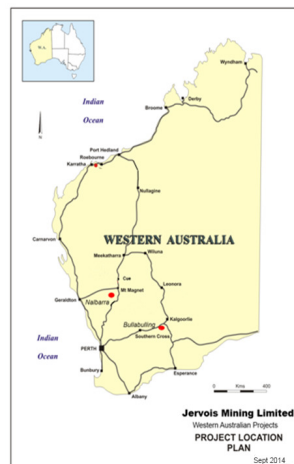 W.A.
Wyndham
Derby
Indian
Ocean
Broome
N
Port Hedland
Roebourne
Karratha
Nullagine
WESTERN AUSTRALIA
Carnarvon
Meekatharra
Wiluna
Cue
Mt Magnet
Leonora
Geraldton
Nalbarra
Kalgoorlie
Bullabulling
Southern Cross
Indian
Ocean
PERTH
Bunbury
Esperance
Albany
0 Kms 400
Jervois Mining Limited
Western Australian Projects
PROJECT LOCATION
PLAN
Sept 2014